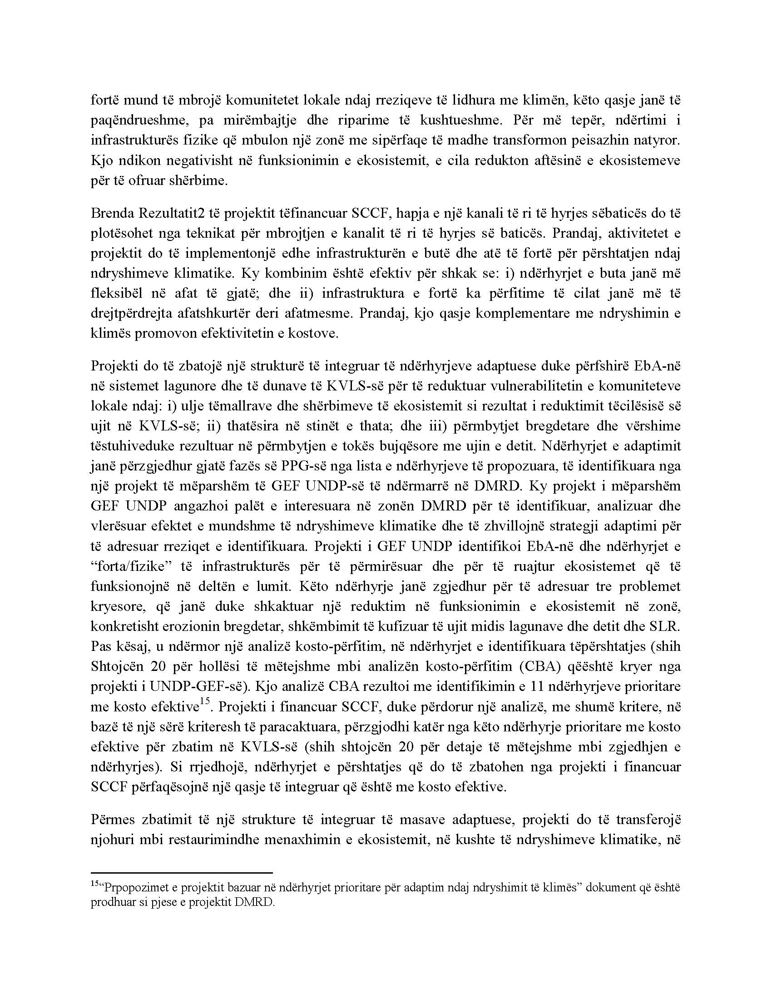 fortë mund të mbrojë komunitetet lokale ndaj rreziqeve të lidhura me klimën, këto qasje janë të
paqëndrueshme, pa mirëmbajtje dhe riparime të kushtueshme. Për më tepër, ndërtimi i
infrastrukturës fizike që mbulon një zonë me sipërfaqe të madhe transformon peisazhin natyror.
Kjo ndikon negativisht në funksionimin e ekosistemit, e cila redukton aftësinë e ekosistemeve
për të ofruar shërbime.
Brenda Rezultatit2 të projektit tëfinancuar SCCF, hapja e një kanali të ri të hyrjes sëbaticës do të
plotësohet nga teknikat për mbrojtjen e kanalit të ri të hyrjes së baticës. Prandaj, aktivitetet e
projektit do të implementonjë edhe infrastrukturën e butë dhe atë të fortë për përshtatjen ndaj
ndryshimeve klimatike. Ky kombinim është efektiv për shkak se: i) ndërhyrjet e buta janë më
fleksibël në afat të gjatë; dhe ii) infrastruktura e fortë ka përfitime të cilat janë më të
drejtpërdrejta afatshkurtër deri afatmesme. Prandaj, kjo qasje komplementare me ndryshimin e
klimës promovon efektivitetin e kostove.
Projekti do të zbatojë një strukturë të integruar të ndërhyrjeve adaptuese duke përfshirë EbA-në
në sistemet lagunore dhe të dunave të KVLS-së për të reduktuar vulnerabilitetin e komuniteteve
lokale ndaj: i) ulje tëmallrave dhe shërbimeve të ekosistemit si rezultat i reduktimit tëcilësisë së
ujit në KVLS-së; ii) thatësira në stinët e thata; dhe iii) përmbytjet bregdetare dhe vërshime
tëstuhiveduke rezultuar në përmbytjen e tokës bujqësore me ujin e detit. Ndërhyrjet e adaptimit
janë përzgjedhur gjatë fazës së PPG-së nga lista e ndërhyrjeve të propozuara, të identifikuara nga
një projekt të mëparshëm të GEF UNDP-së të ndërmarrë në DMRD. Ky projekt i mëparshëm
GEF UNDP angazhoi palët e interesuara në zonën DMRD për të identifikuar, analizuar dhe
vlerësuar efektet e mundshme të ndryshimeve klimatike dhe të zhvillojnë strategji adaptimi për
të adresuar rreziqet e identifikuara. Projekti i GEF UNDP identifikoi EbA-në dhe ndërhyrjet e
“forta/fizike” të infrastrukturës për të përmirësuar dhe për të ruajtur ekosistemet që të
funksionojnë në deltën e lumit. Këto ndërhyrje janë zgjedhur për të adresuar tre problemet
kryesore, që janë duke shkaktuar një reduktim në funksionimin e ekosistemit në zonë,
konkretisht erozionin bregdetar, shkëmbimit të kufizuar të ujit midis lagunave dhe detit dhe SLR.
Pas kësaj, u ndërmor një analizë kosto-përfitim, në ndërhyrjet e identifikuara tëpërshtatjes (shih
Shtojcën 20 për hollësi të mëtejshme mbi analizën kosto-përfitim (CBA) qëështë kryer nga
projekti i UNDP-GEF-së). Kjo analizë CBA rezultoi me identifikimin e 11 ndërhyrjeve prioritare
me kosto efektive15. Projekti i financuar SCCF, duke përdorur një analizë, me shumë kritere, në
bazë të një sërë kriteresh të paracaktuara, përzgjodhi katër nga këto ndërhyrje prioritare me kosto
efektive për zbatim në KVLS-së (shih shtojcën 20 për detaje të mëtejshme mbi zgjedhjen e
ndërhyrjes). Si rrjedhojë, ndërhyrjet e përshtatjes që do të zbatohen nga projekti i financuar
SCCF përfaqësojnë një qasje të integruar që është me kosto efektive.
Përmes zbatimit të një strukture të integruar të masave adaptuese, projekti do të transferojë
njohuri mbi restaurimindhe menaxhimin e ekosistemit, në kushte të ndryshimeve klimatike, në
15“Prpopozimet e projektit bazuar në ndërhyrjet prioritare për adaptim ndaj ndryshimit të klimës” dokument që është
prodhuar si pjese e projektit DMRD.